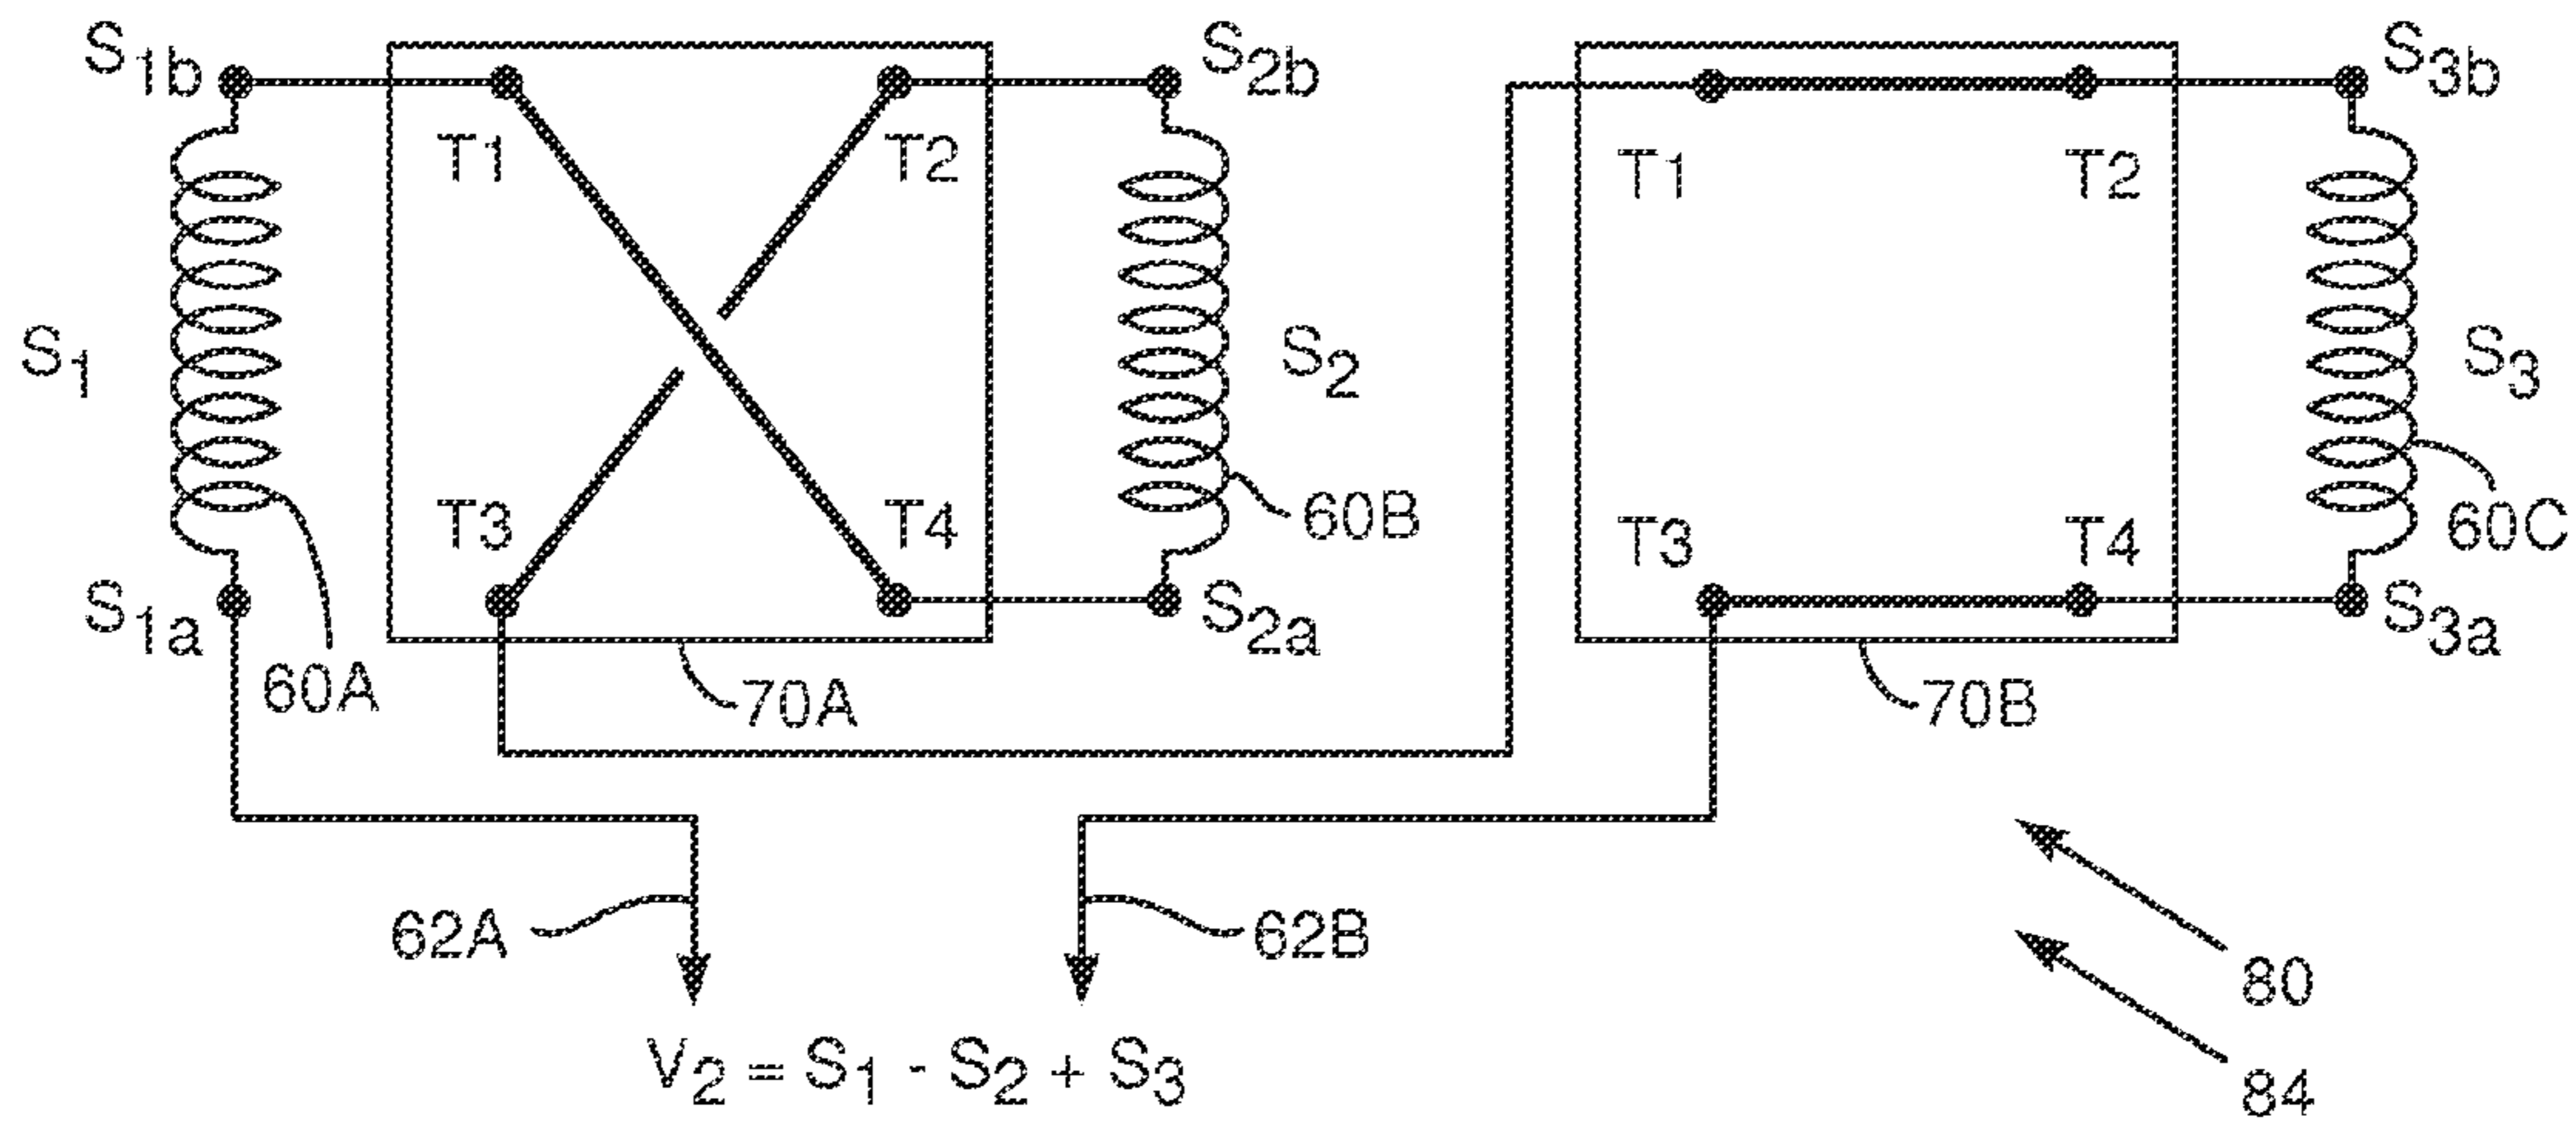 S1b S2b S3b
T1 T2 T1 T2
S1 S2 S3
T3 T4 60B T3 T4 60C
S1a S2a S3a
60A 70A 70B
62A 62B
80
V2 = S1 - S2 + S3
84